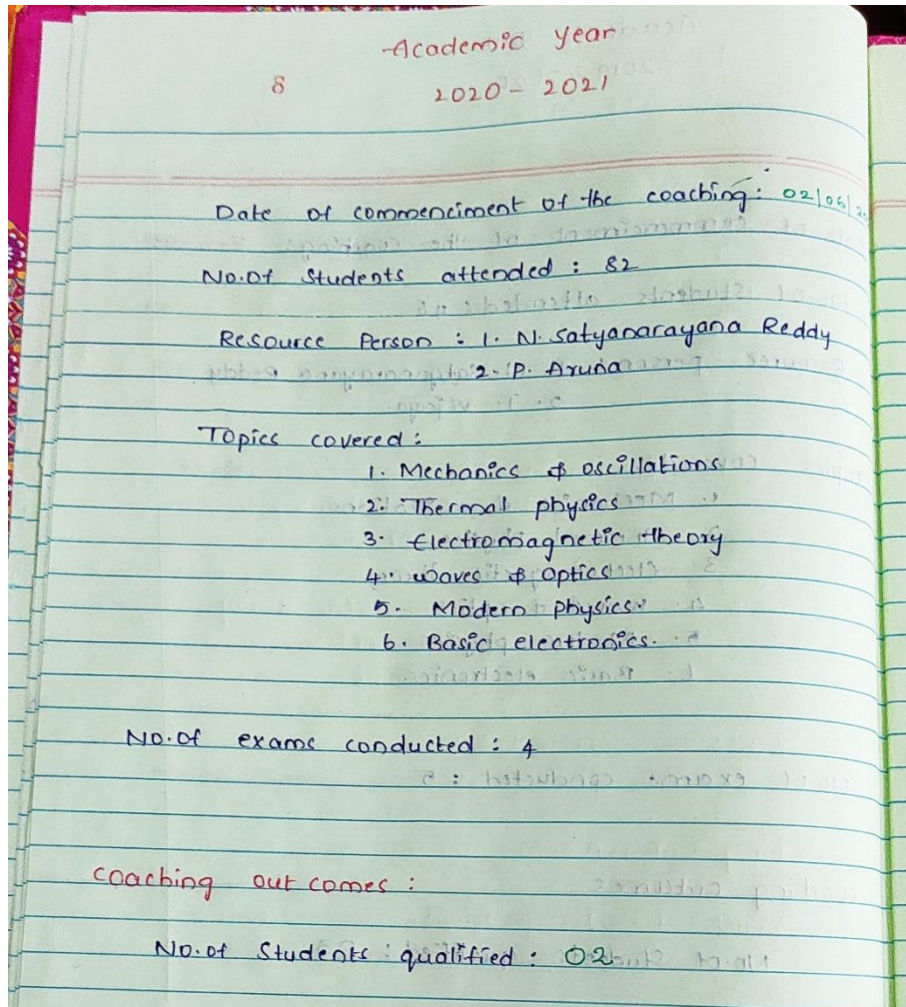 Academic year
8
2020 - 2021
Date of commenciment of the coaching: 02/06/2
No.of Students attended : 82
Resource Person : 1. N. Satyanarayana Reddy
2. P. Aruna
Topics covered :
1. Mechanics & oscillations
2. Thermal physics
3. Electromagnetic theory
4. waves & optics
5. Modern physics.
6. Basic electronics.
No.of exams conducted : 4
coaching out comes :
No.of Students qualified : 02